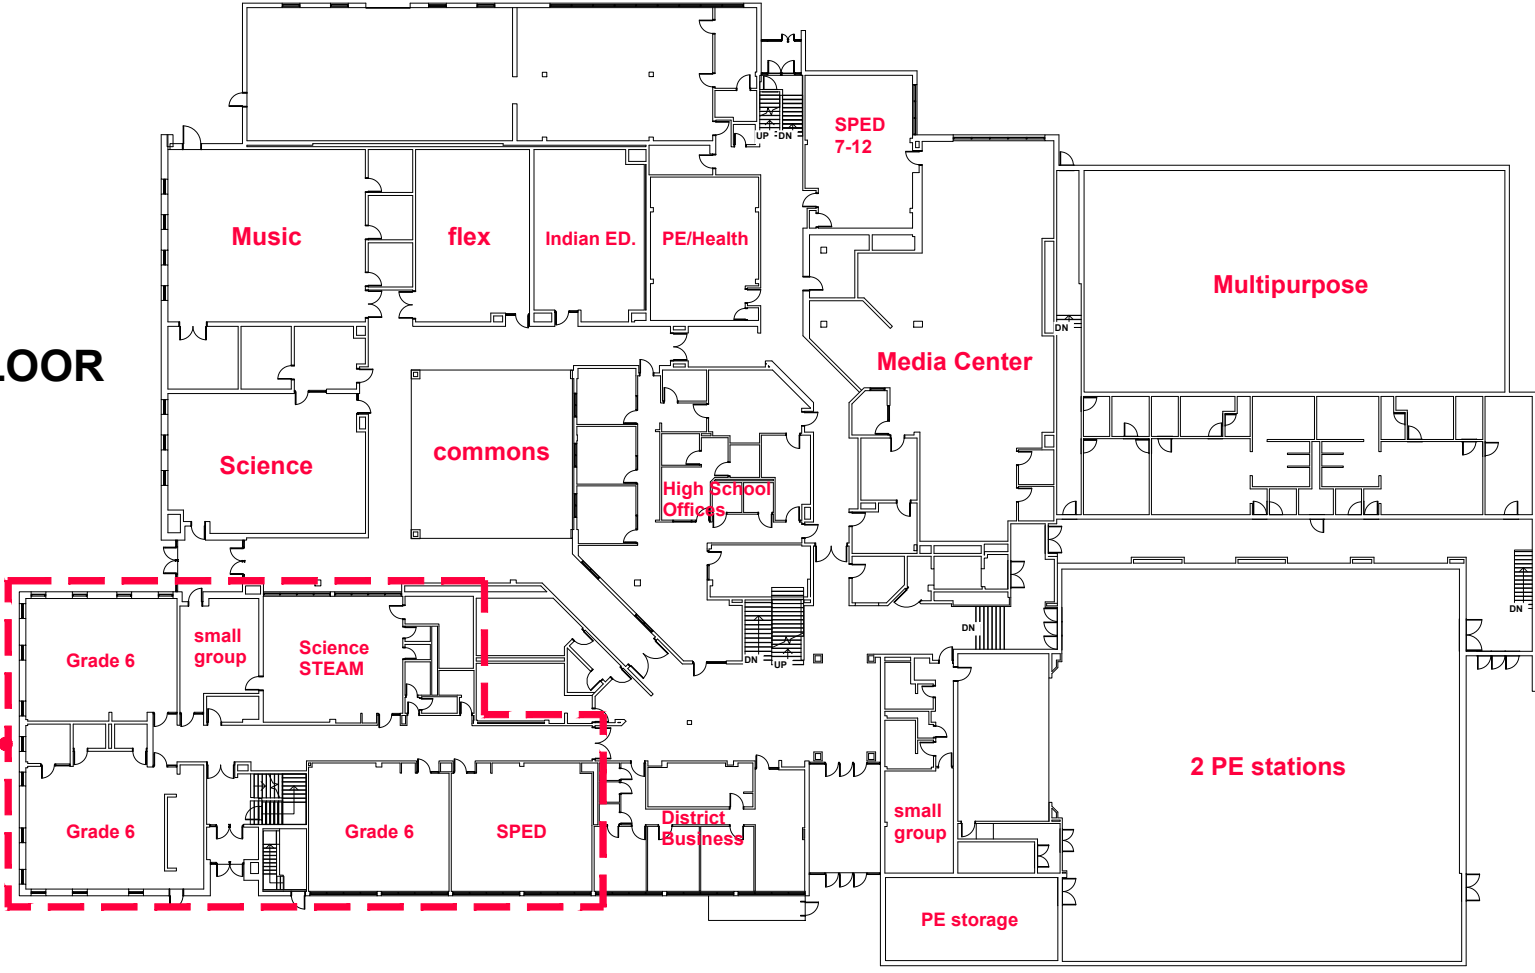 UP
DN
SPED
7-12
Music
flex
Indian ED.
PE/Health
Multipurpose
DN
LOOR
Media Center
commons
Science
High School
Offices
DN
DN
small
group
Science
STEAM
Grade 6
DN
UP
2 PE stations
Grade 6
Grade 6
SPED
District
Business
small
group
PE storage